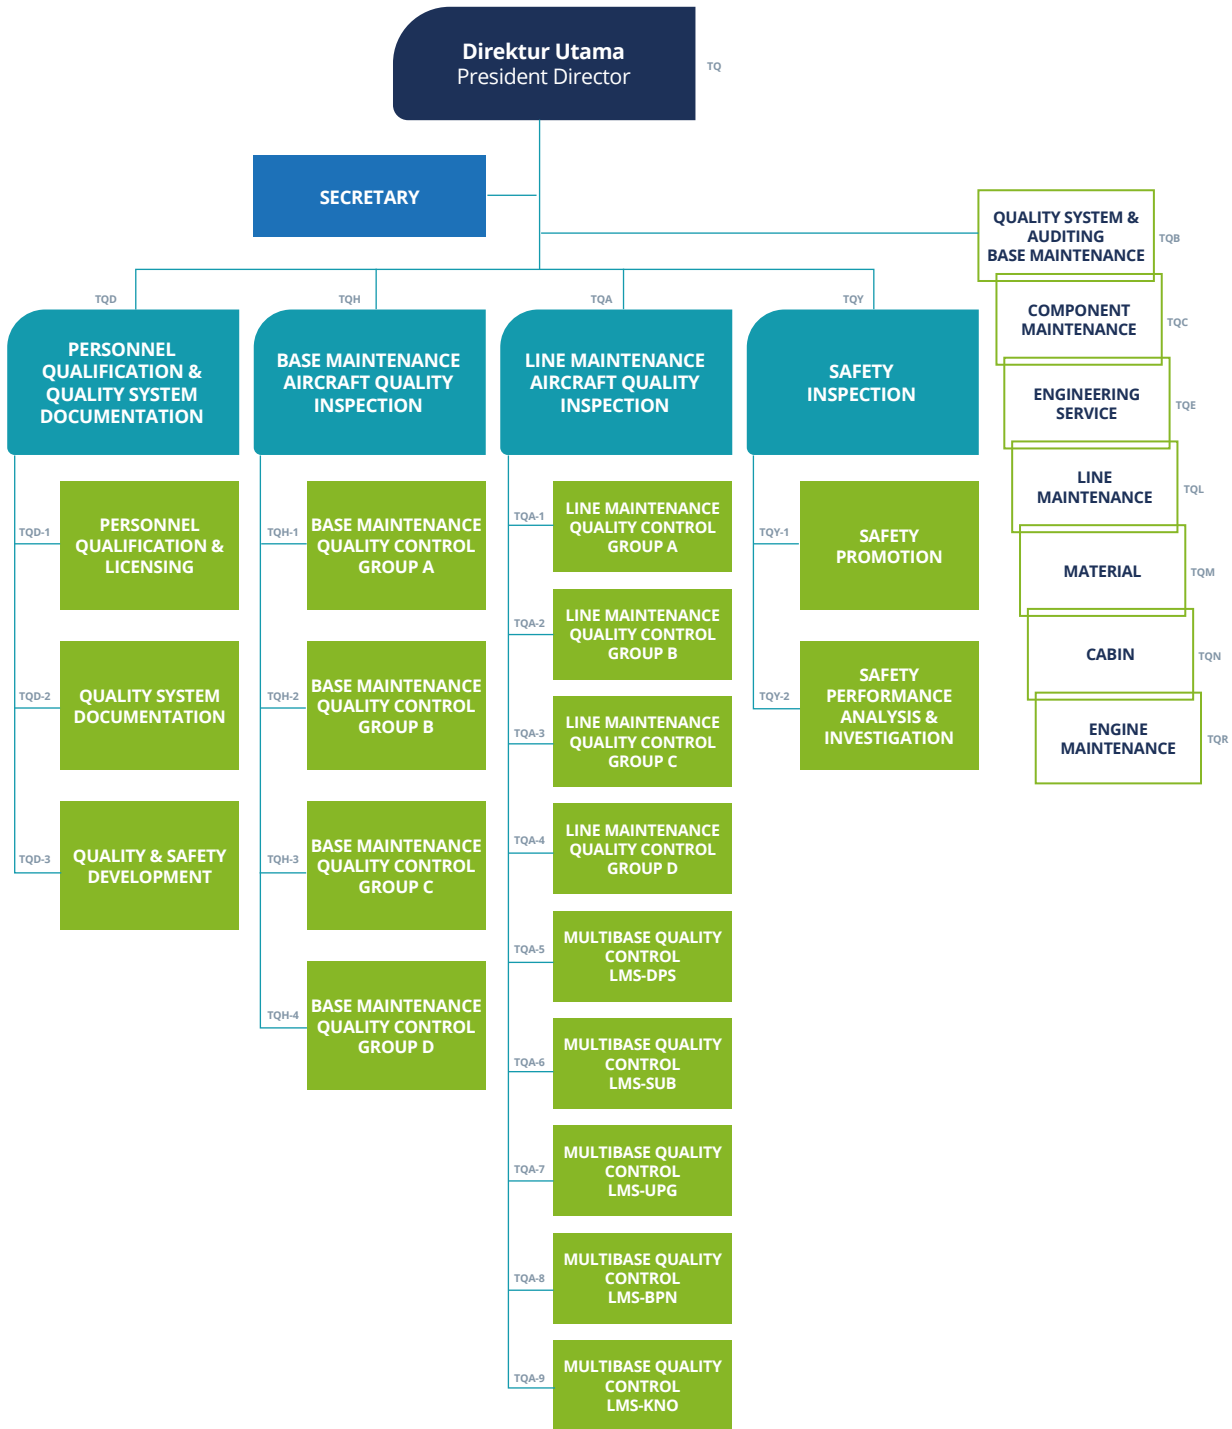 Direktur Utama
President Director
TQ
SECRETARY
QUALITY SYSTEM &
AUDITING
BASE MAINTENANCE
TQB
COMPONENT
MAINTENANCE
TQC
ENGINEERING
SERVICE
TQE
LINE
MAINTENANCE
TQL
MATERIAL
TQM
CABIN
TQN
ENGINE
MAINTENANCE
TQR
TQD
PERSONNEL
QUALIFICATION &
QUALITY SYSTEM
DOCUMENTATION
TQD-1
PERSONNEL
QUALIFICATION &
LICENSING
TQD-2
QUALITY SYSTEM
DOCUMENTATION
TQD-3
QUALITY & SAFETY
DEVELOPMENT
TQH
BASE MAINTENANCE
AIRCRAFT QUALITY
INSPECTION
TQH-1
BASE MAINTENANCE
QUALITY CONTROL
GROUP A
TQH-2
BASE MAINTENANCE
QUALITY CONTROL
GROUP B
TQH-3
BASE MAINTENANCE
QUALITY CONTROL
GROUP C
TQH-4
BASE MAINTENANCE
QUALITY CONTROL
GROUP D
TQA
LINE MAINTENANCE
AIRCRAFT QUALITY
INSPECTION
TQA-1
LINE MAINTENANCE
QUALITY CONTROL
GROUP A
TQA-2
LINE MAINTENANCE
QUALITY CONTROL
GROUP B
TQA-3
LINE MAINTENANCE
QUALITY CONTROL
GROUP C
TQA-4
LINE MAINTENANCE
QUALITY CONTROL
GROUP D
TQA-5
MULTIBASE QUALITY
CONTROL
LMS-DPS
TQA-6
MULTIBASE QUALITY
CONTROL
LMS-SUB
TQA-7
MULTIBASE QUALITY
CONTROL
LMS-UPG
TQA-8
MULTIBASE QUALITY
CONTROL
LMS-BPN
TQA-9
MULTIBASE QUALITY
CONTROL
LMS-KNO
TQY
SAFETY
INSPECTION
TQY-1
SAFETY
PROMOTION
TQY-2
SAFETY
PERFORMANCE
ANALYSIS &
INVESTIGATION